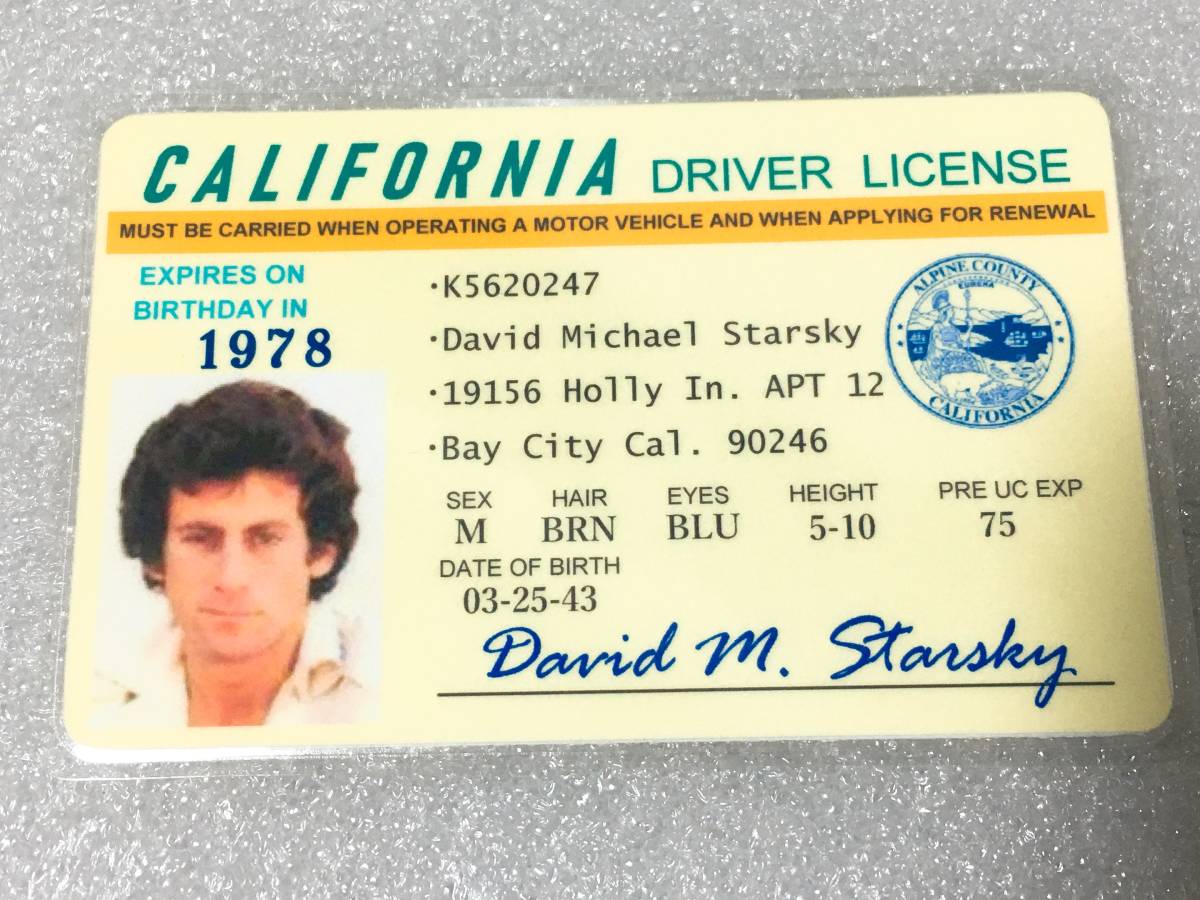 CALIFORNIA DRIVER LICENSE
MUST BE CARRIED WHEN OPERATING A MOTOR VEHICLE AND WHEN APPLYING FOR RENEWAL
EXPIRES ON
BIRTHDAY IN
1978
·K5620247
·David Michael Starsky
·19156 Holly In. APT 12
·Bay City Cal. 90246
ALPINE COUNTY
EUREKA
CALIFORNIA
SEX HAIR EYES HEIGHT PRE UC EXP
M BRN BLU 5-10 75
DATE OF BIRTH
03-25-43
David M. Starsky